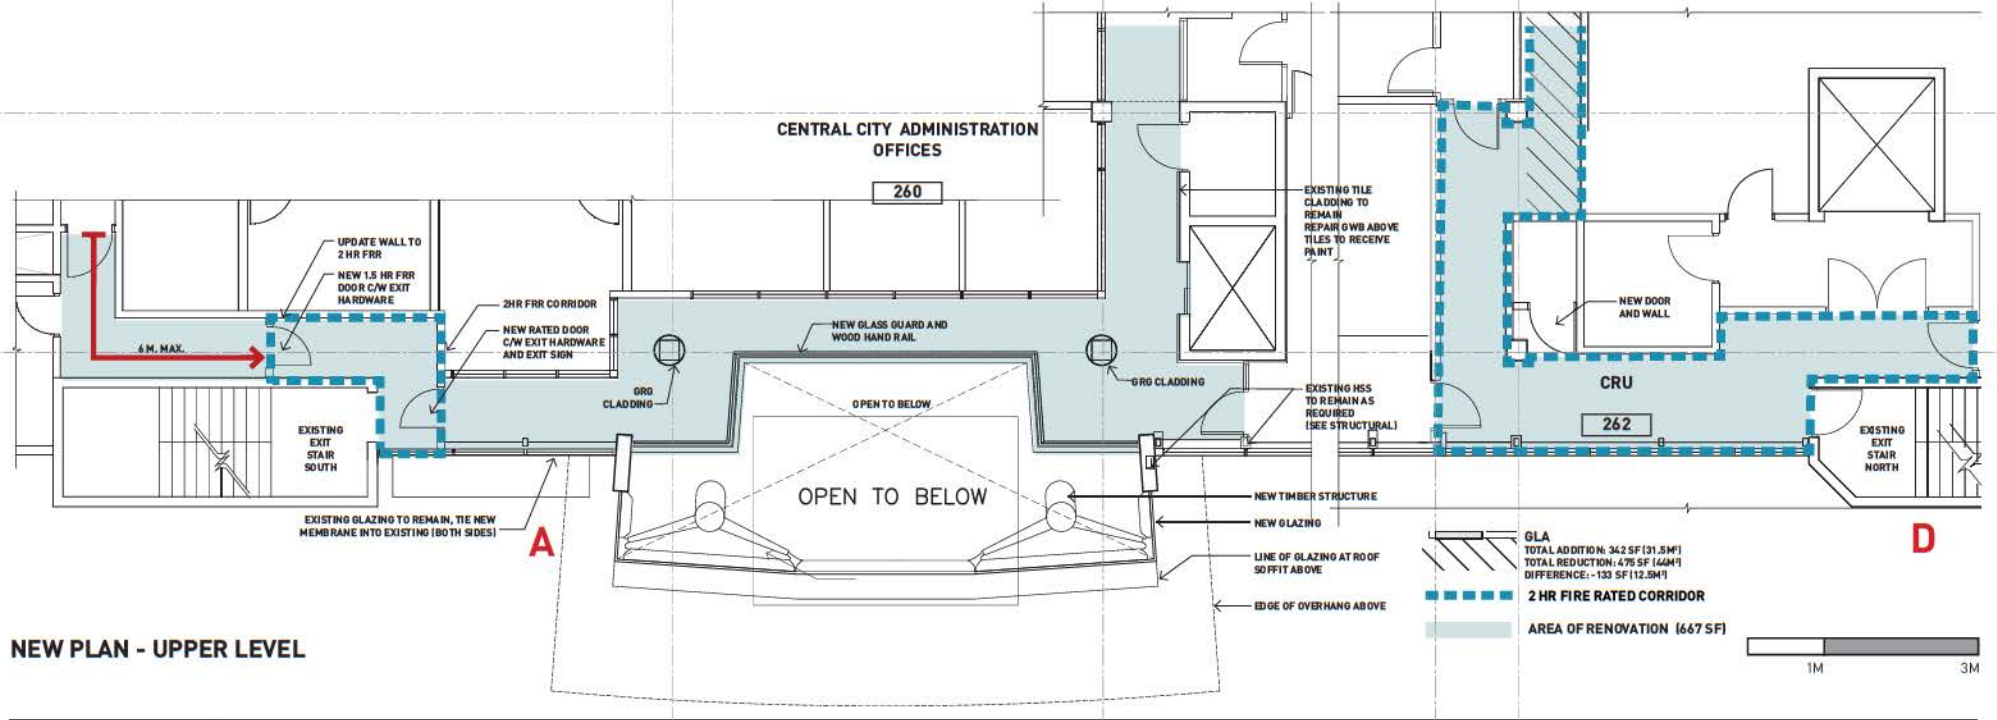 CENTRAL CITY ADMINISTRATION
OFFICES
260
EXISTING TILE
CLADDING TO
REMAIN
REPAIR GWB ABOVE
TILES TO RECEIVE
PAINT
UPDATE WALL TO
2 HR FRR
NEW 1.5 HR FRR
DOOR C/W EXIT
HARDWARE
2HR FRR CORRIDOR
NEW RATED DOOR
C/W EXIT HARDWARE
AND EXIT SIGN
6 M. MAX.
NEW GLASS GUARD AND
WOOD HAND RAIL
NEW DOOR
AND WALL
GRG
CLADDING
GRG CLADDING
OPEN TO BELOW
EXISTING HSS
TO REMAIN AS
REQUIRED
(SEE STRUCTURAL)
CRU
262
EXISTING
EXIT
STAIR
SOUTH
EXISTING
EXIT
STAIR
NORTH
OPEN TO BELOW
NEW TIMBER STRUCTURE
NEW GLAZING
EXISTING GLAZING TO REMAIN, TIE NEW
MEMBRANE INTO EXISTING (BOTH SIDES)
A
D
LINE OF GLAZING AT ROOF
SOFFIT ABOVE
EDGE OF OVERHANG ABOVE
GLA
TOTAL ADDITION: 342 SF (31.5M²)
TOTAL REDUCTION: 475 SF (44M²)
DIFFERENCE: -133 SF (12.5M²)
2 HR FIRE RATED CORRIDOR
AREA OF RENOVATION (667 SF)
NEW PLAN - UPPER LEVEL
1M
3M